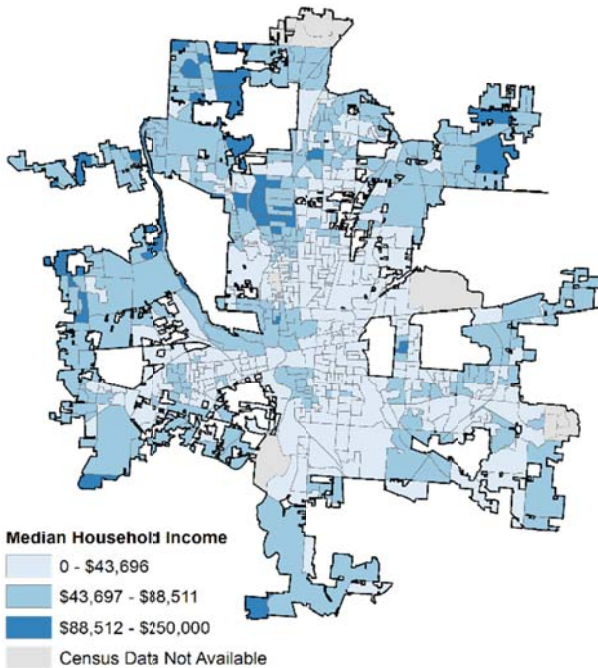 Median Household Income
0 - $43,696
$43,697 - $88,511
$88,512 - $250,000
Census Data Not Available